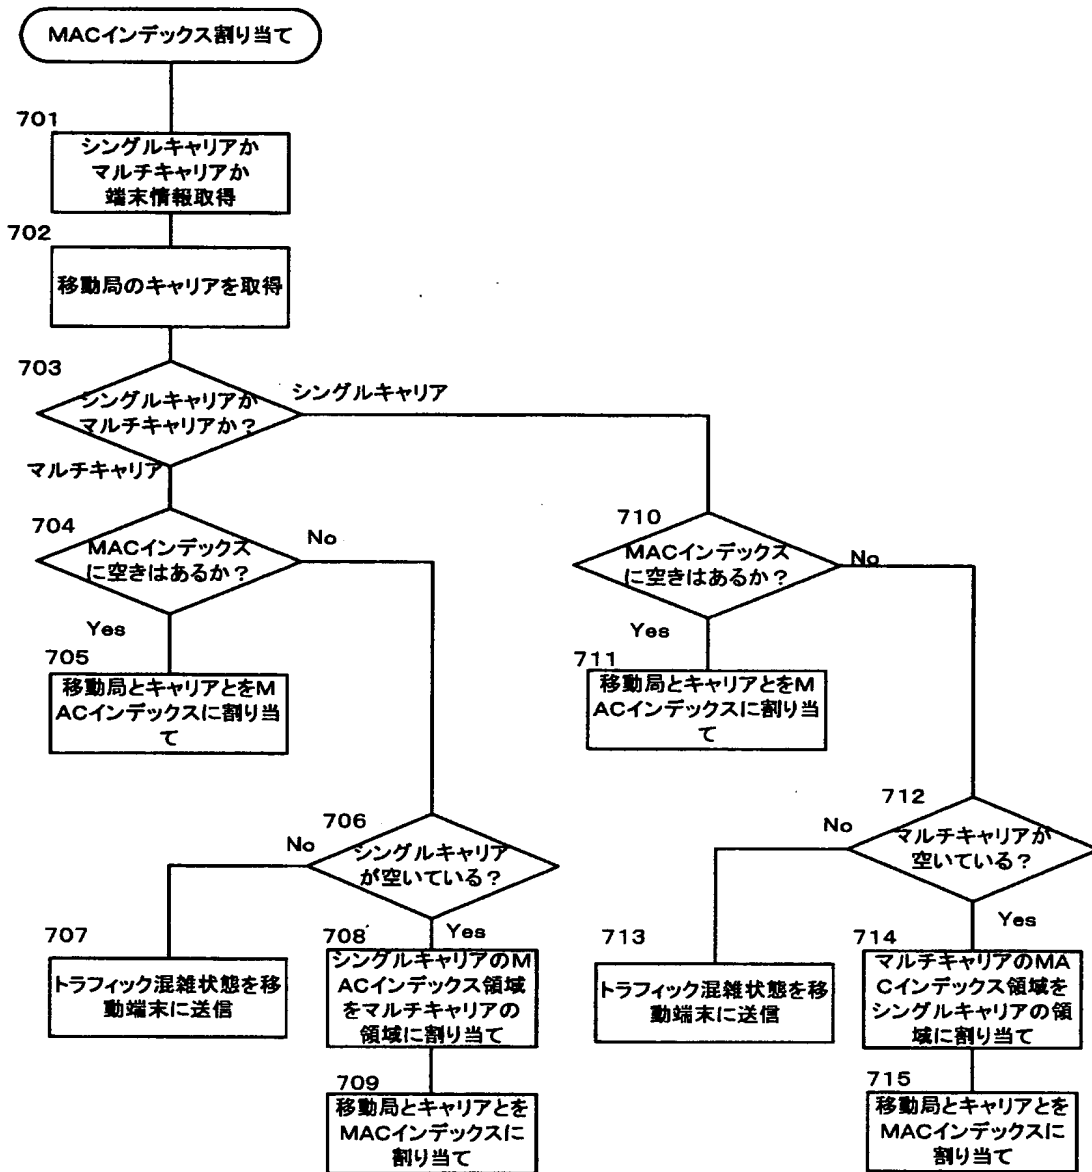 MACインデックス割り当て
701
シングルキャリアか
マルチキャリアか
端末情報取得
702
移動局のキャリアを取得
703
シングルキャリアか
マルチキャリアか？
シングルキャリア
マルチキャリア
704
MACインデックス
に空きはあるか？
No
Yes
705
移動局とキャリアとをM
ACインデックスに割り当
て
710
MACインデックス
に空きはあるか？
No
Yes
711
移動局とキャリアとをM
ACインデックスに割り当
て
706
シングルキャリア
が空いている？
No
Yes
707
トラフィック混雑状態を移
動端末に送信
708
シングルキャリアのM
ACインデックス領域
をマルチキャリアの
領域に割り当て
709
移動局とキャリアとを
MACインデックスに
割り当て
712
マルチキャリアが
空いている？
No
Yes
713
トラフィック混雑状態を移
動端末に送信
714
マルチキャリアのMA
Cインデックス領域を
シングルキャリアの領
域に割り当て
715
移動局とキャリアとを
MACインデックスに
割り当て